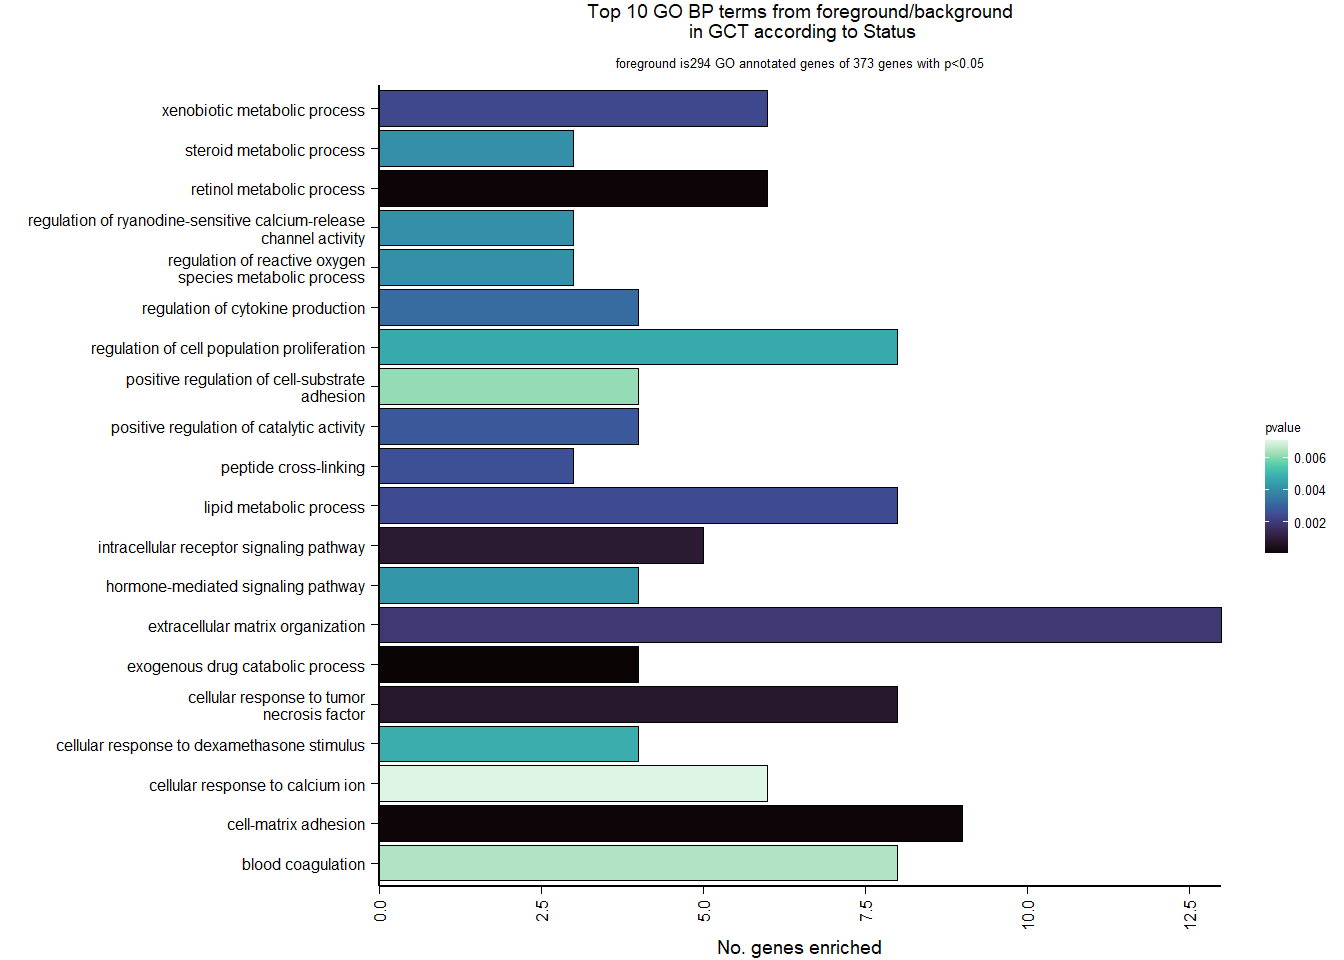 Top 10 GO BP terms from foreground/background
in GCT according to Status
foreground is294 GO annotated genes of 373 genes with p<0.05
xenobiotic metabolic process
steroid metabolic process
retinol metabolic process
regulation of ryanodine-sensitive calcium-release
channel activity
regulation of reactive oxygen
species metabolic process
regulation of cytokine production
regulation of cell population proliferation
positive regulation of cell-substrate
adhesion
positive regulation of catalytic activity
peptide cross-linking
lipid metabolic process
intracellular receptor signaling pathway
hormone-mediated signaling pathway
extracellular matrix organization
exogenous drug catabolic process
cellular response to tumor
necrosis factor
cellular response to dexamethasone stimulus
cellular response to calcium ion
cell-matrix adhesion
blood coagulation
0.0
2.5
5.0
7.5
10.0
12.5
No. genes enriched
pvalue
0.006
0.004
0.002